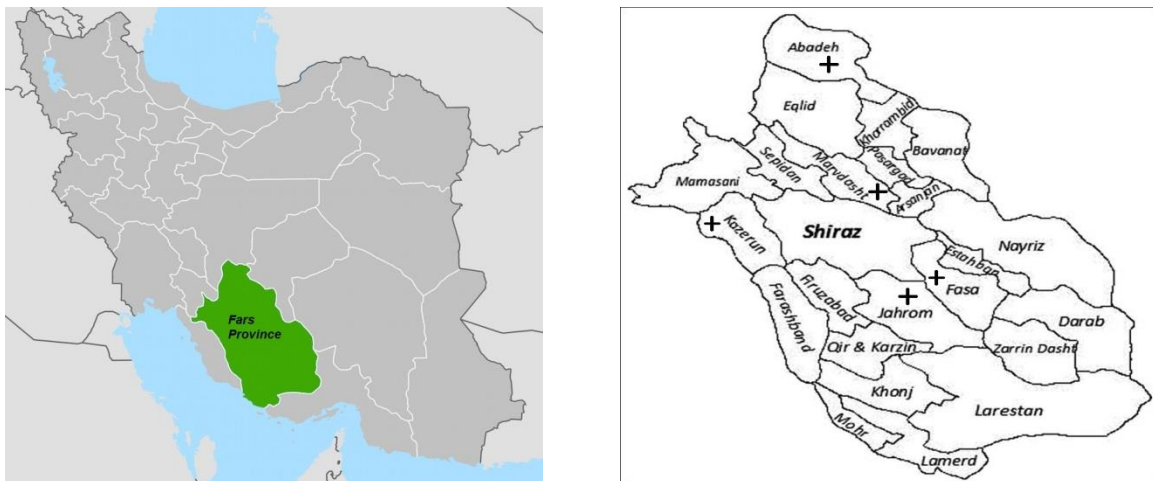 Fars
Province
Abadeh
Eqlid
Khorrambid
Bavanat
Sepidan
Marvdasht
Pasargad
Mamasani
Arsanjan
Kazerun
Shiraz
Nayriz
Estahban
Firuzabad
Fasa
Farashband
Jahrom
Darab
Qir & Karzin
Zarrin Dasht
Khonj
Larestan
Mohr
Lamerd